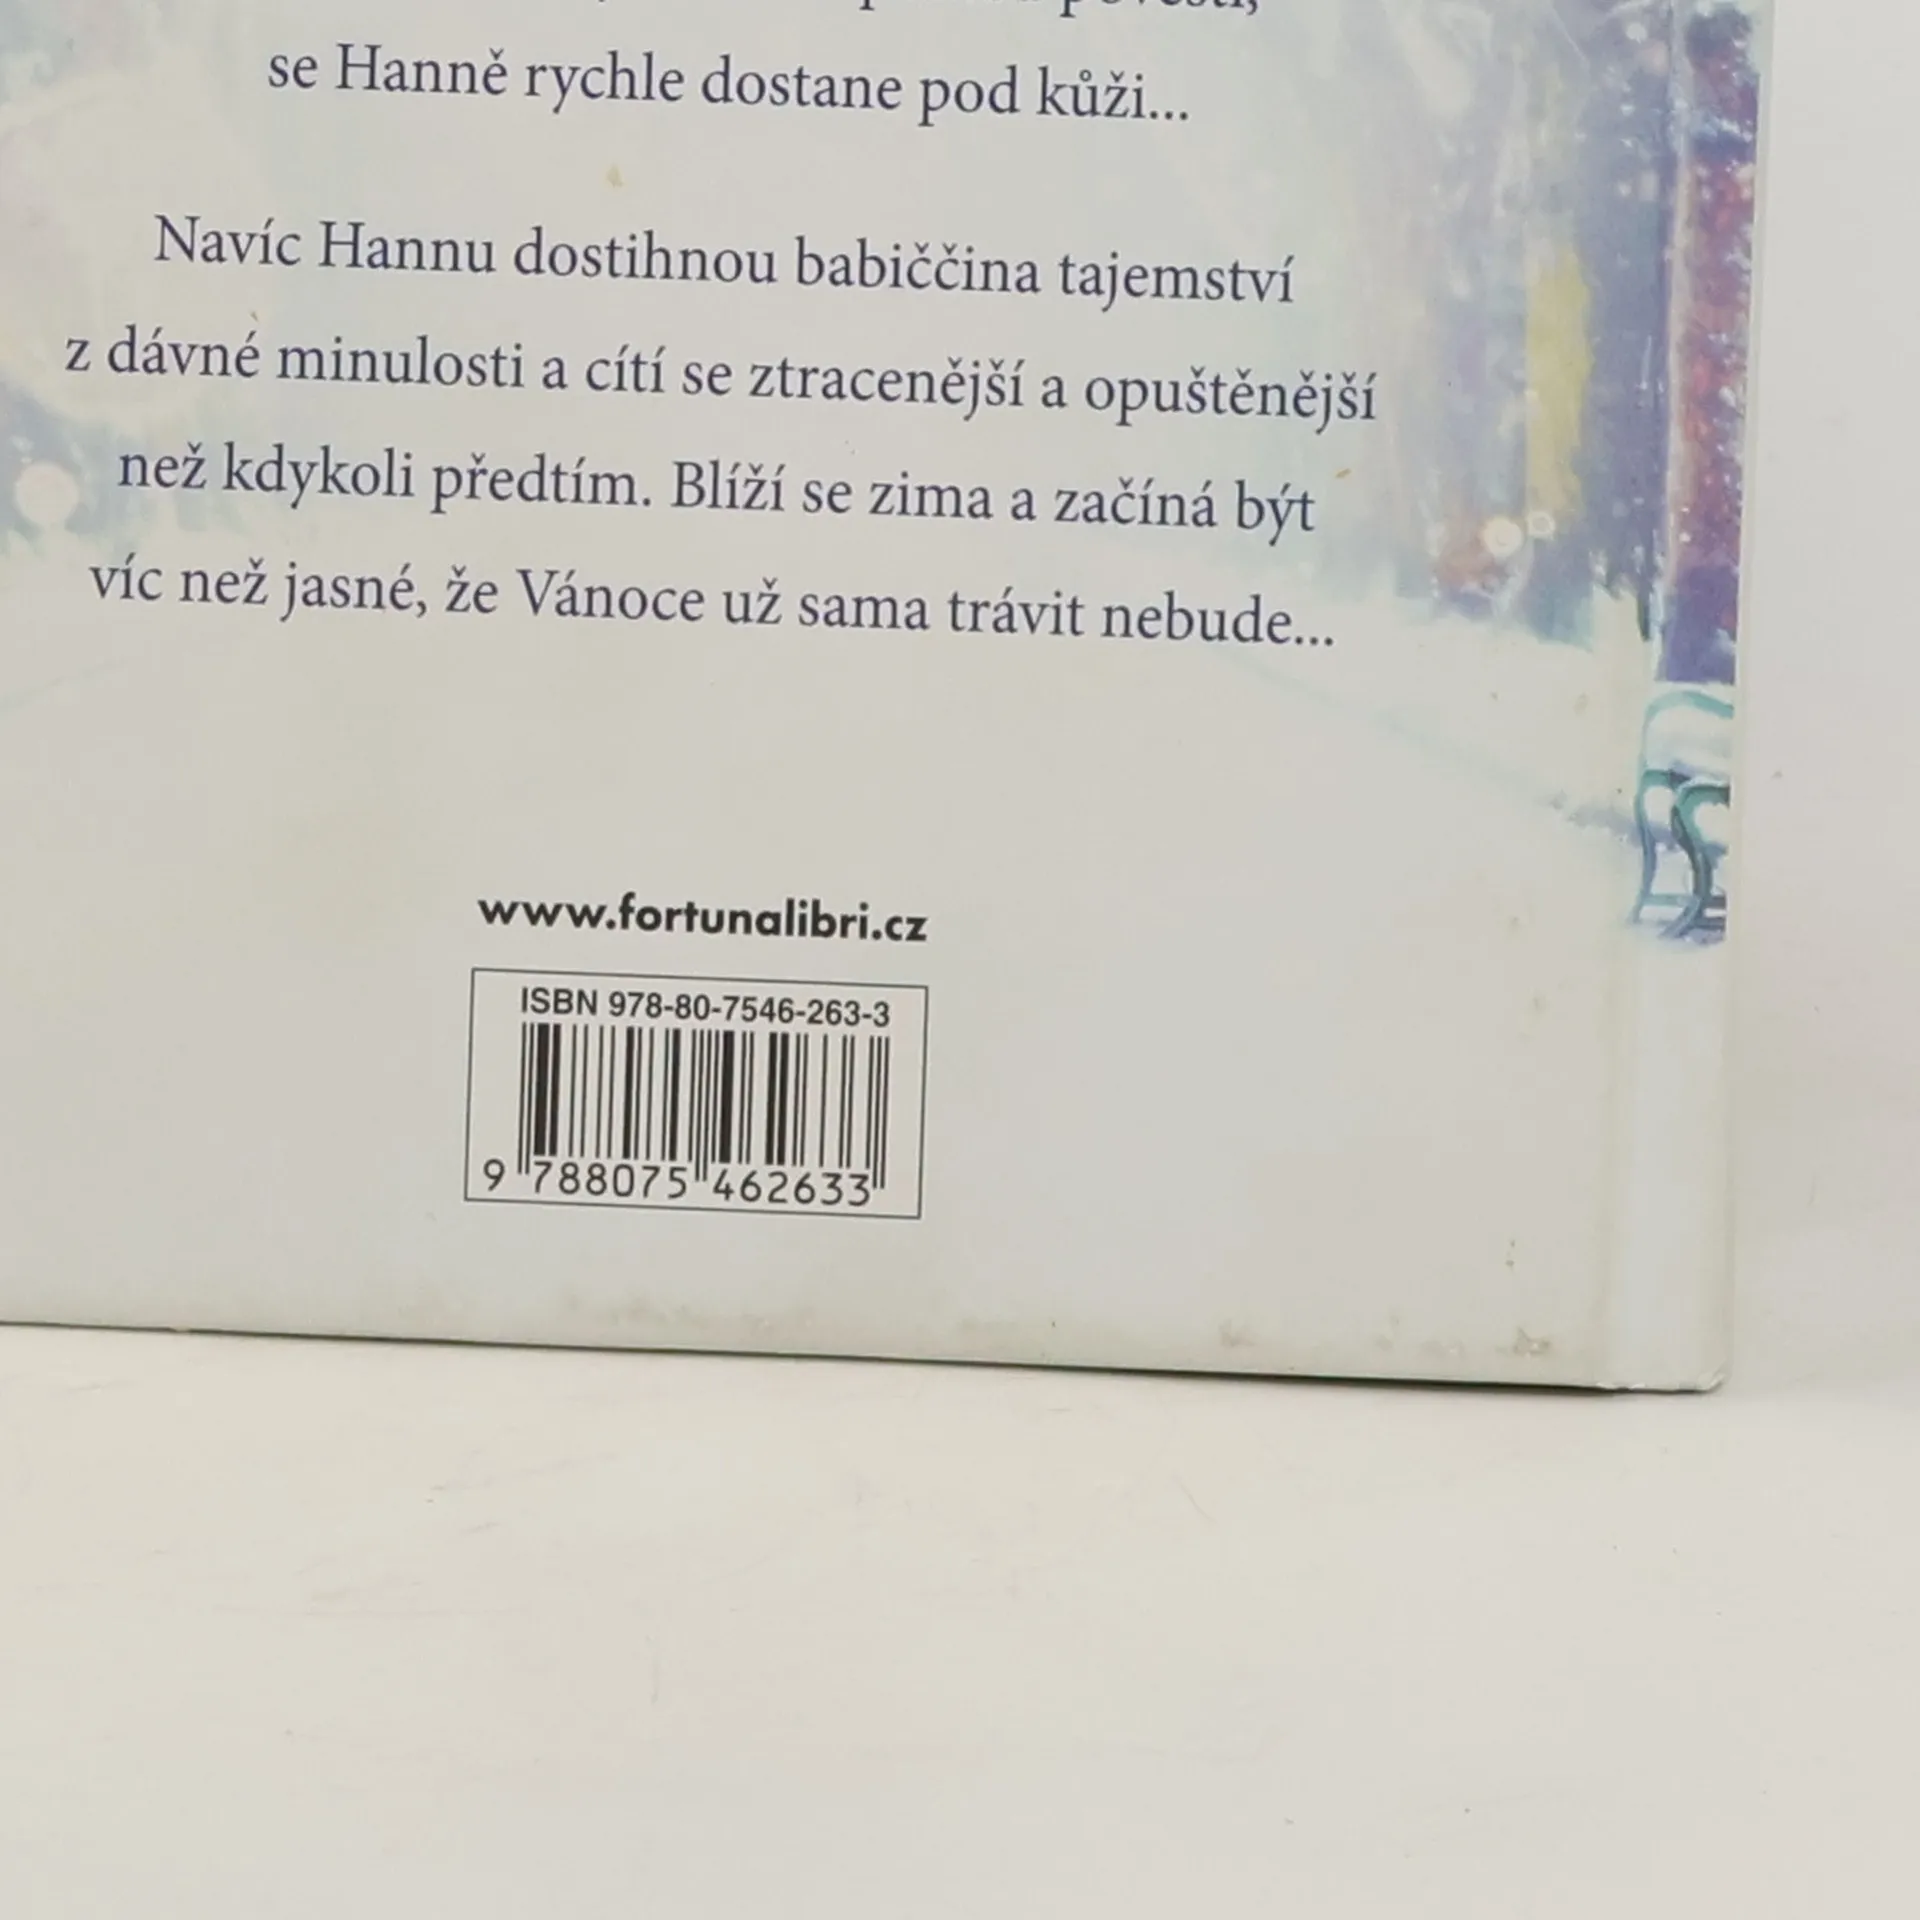 se Hanně rychle dostane pod kůži...
Navíc Hannu dostihnou babiččina tajemství
z dávné minulosti a cítí se ztracenější a opuštěnější
než kdykoli předtím. Blíží se zima a začíná být
víc než jasné, že Vánoce už sama trávit nebude...
www.fortunalibri.cz
ISBN 978-80-7546-263-3
9 788075 462633